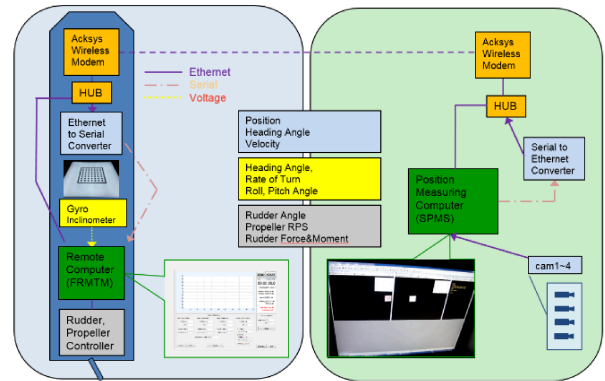 Acksys
Wireless
Modem
HUB
Ethernet
to Serial
Converter
Gyro
Inclinometer
Remote
Computer
(FRMTM)
Rudder,
Propeller
Controller
Ethernet
Serial
Voltage
Position
Heading Angle
Velocity
Heading Angle,
Rate of Turn
Roll, Pitch Angle
Rudder Angle
Propeller RPS
Rudder Force&Moment
Acksys
Wireless
Modem
HUB
Serial to
Ethernet
Converter
Position
Measuring
Computer
(SPMS)
cam1~4